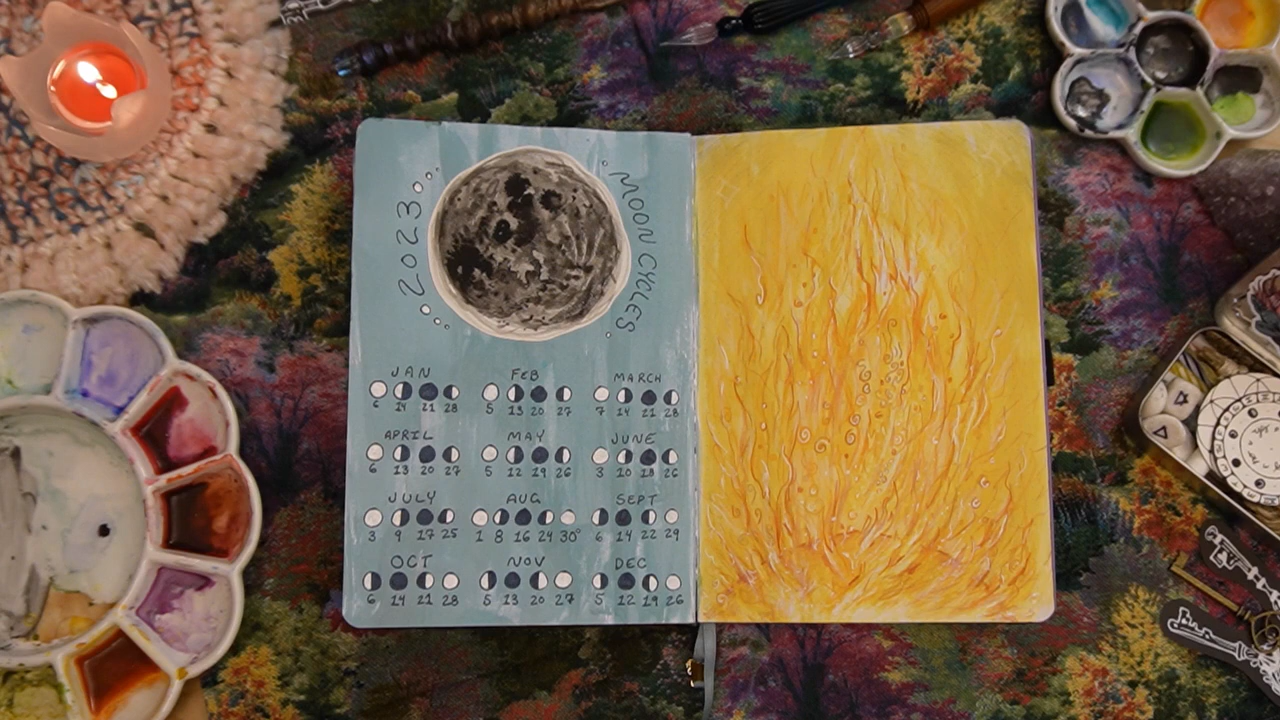 2023
MOON CYCLES
JAN FEB MARCH
6 14 21 28 5 13 20 27 7 14 21 28
APRIL MAY JUNE
6 13 20 27 5 12 19 26 3 10 18 26
JULY AUG SEPT
3 9 17 25 1 8 16 24 30° 6 14 22 29
OCT NOV DEC
6 14 21 28 5 13 20 27 5 12 19 26